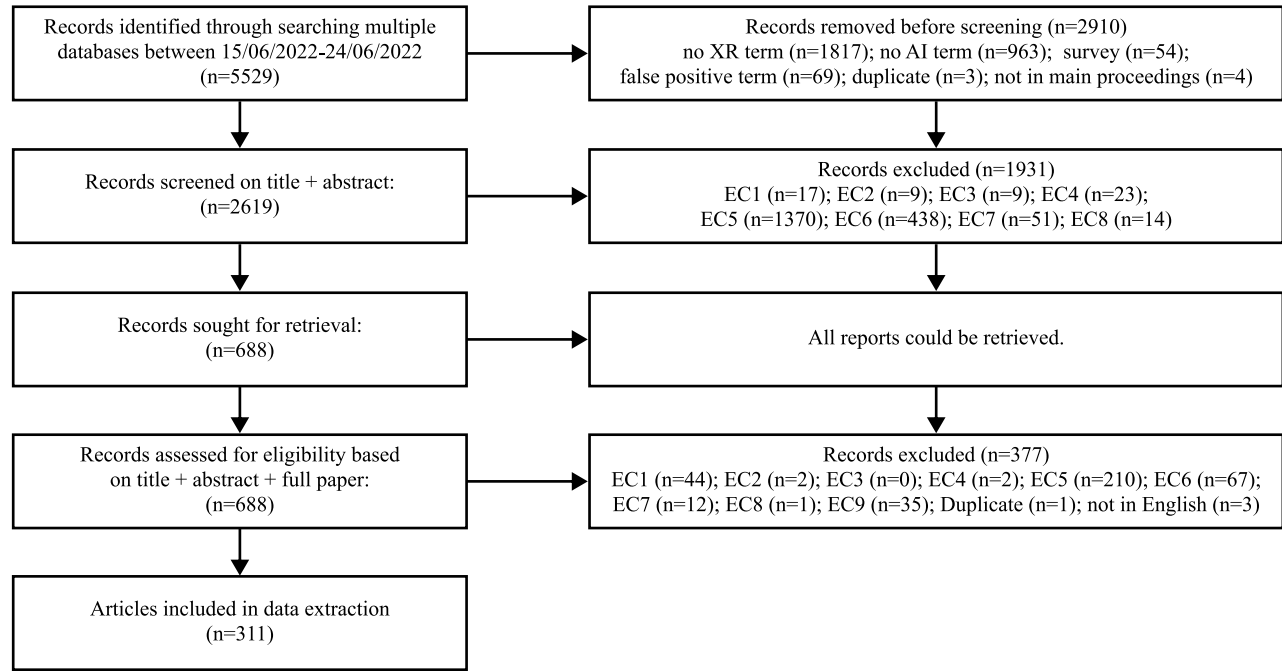 Records identified through searching multiple
databases between 15/06/2022-24/06/2022
(n=5529)
Records removed before screening (n=2910)
no XR term (n=1817); no AI term (n=963); survey (n=54);
false positive term (n=69); duplicate (n=3); not in main proceedings (n=4)
Records screened on title + abstract:
(n=2619)
Records excluded (n=1931)
EC1 (n=17); EC2 (n=9); EC3 (n=9); EC4 (n=23);
EC5 (n=1370); EC6 (n=438); EC7 (n=51); EC8 (n=14)
Records sought for retrieval:
(n=688)
All reports could be retrieved.
Records assessed for eligibility based
on title + abstract + full paper:
(n=688)
Records excluded (n=377)
EC1 (n=44); EC2 (n=2); EC3 (n=0); EC4 (n=2); EC5 (n=210); EC6 (n=67);
EC7 (n=12); EC8 (n=1); EC9 (n=35); Duplicate (n=1); not in English (n=3)
Articles included in data extraction
(n=311)